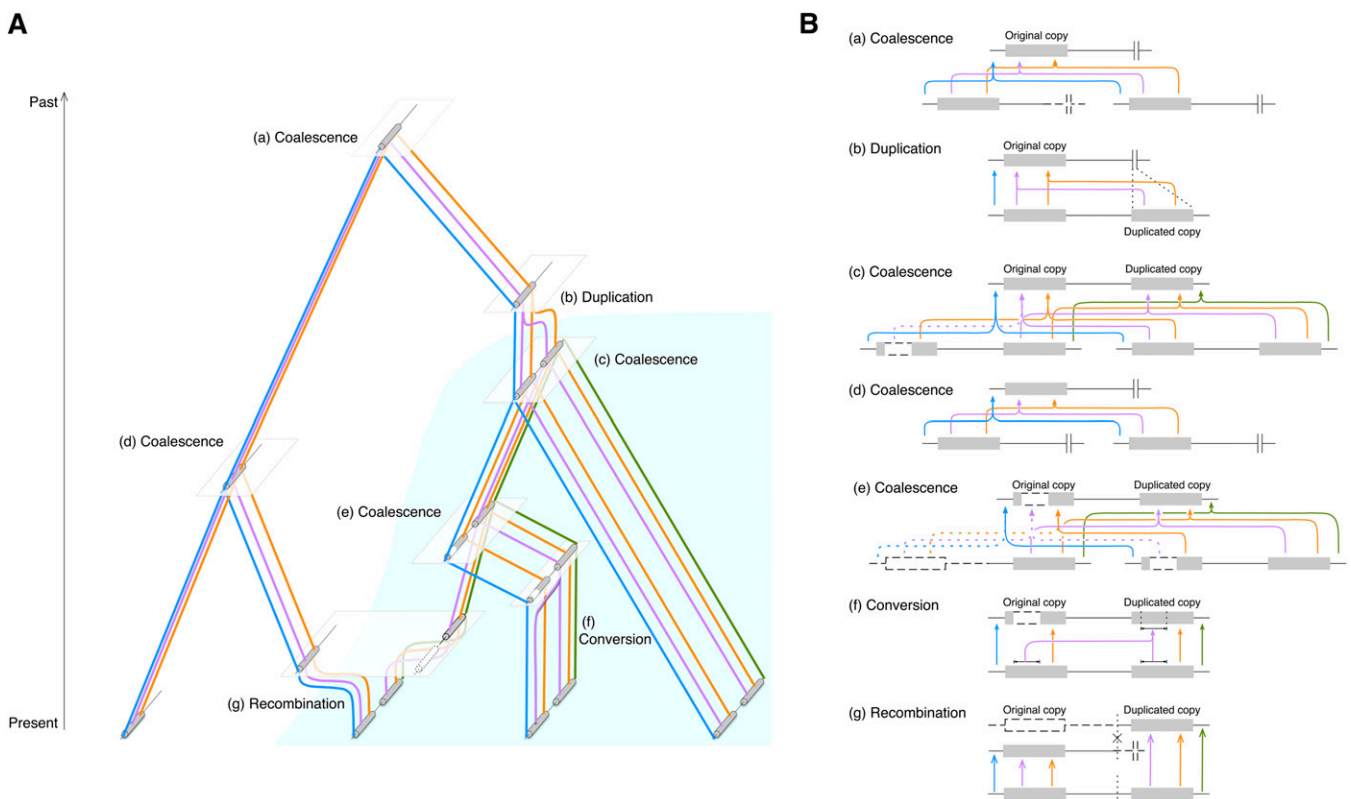 A
Past
(a) Coalescence
(b) Duplication
(c) Coalescence
(d) Coalescence
(e) Coalescence
(f)
Conversion
(g) Recombination
Present
B
(a) Coalescence
Original copy
(b) Duplication
Original copy
Duplicated copy
(c) Coalescence
Original copy
Duplicated copy
(d) Coalescence
(e) Coalescence
Original copy
Duplicated copy
(f) Conversion
Original copy
Duplicated copy
(g) Recombination
Original copy
Duplicated copy